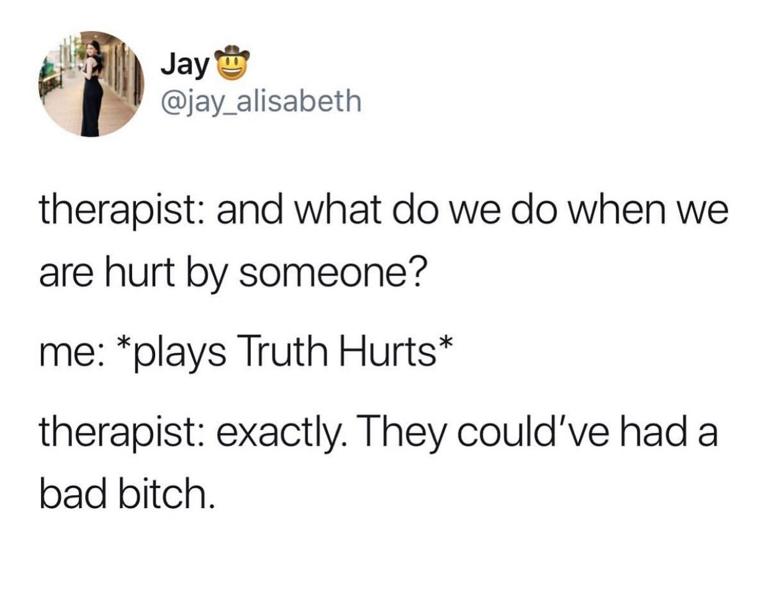 Jay🤠
@jay_alisabeth
therapist: and what do we do when we
are hurt by someone?
me: *plays Truth Hurts*
therapist: exactly. They could've had a
bad bitch.